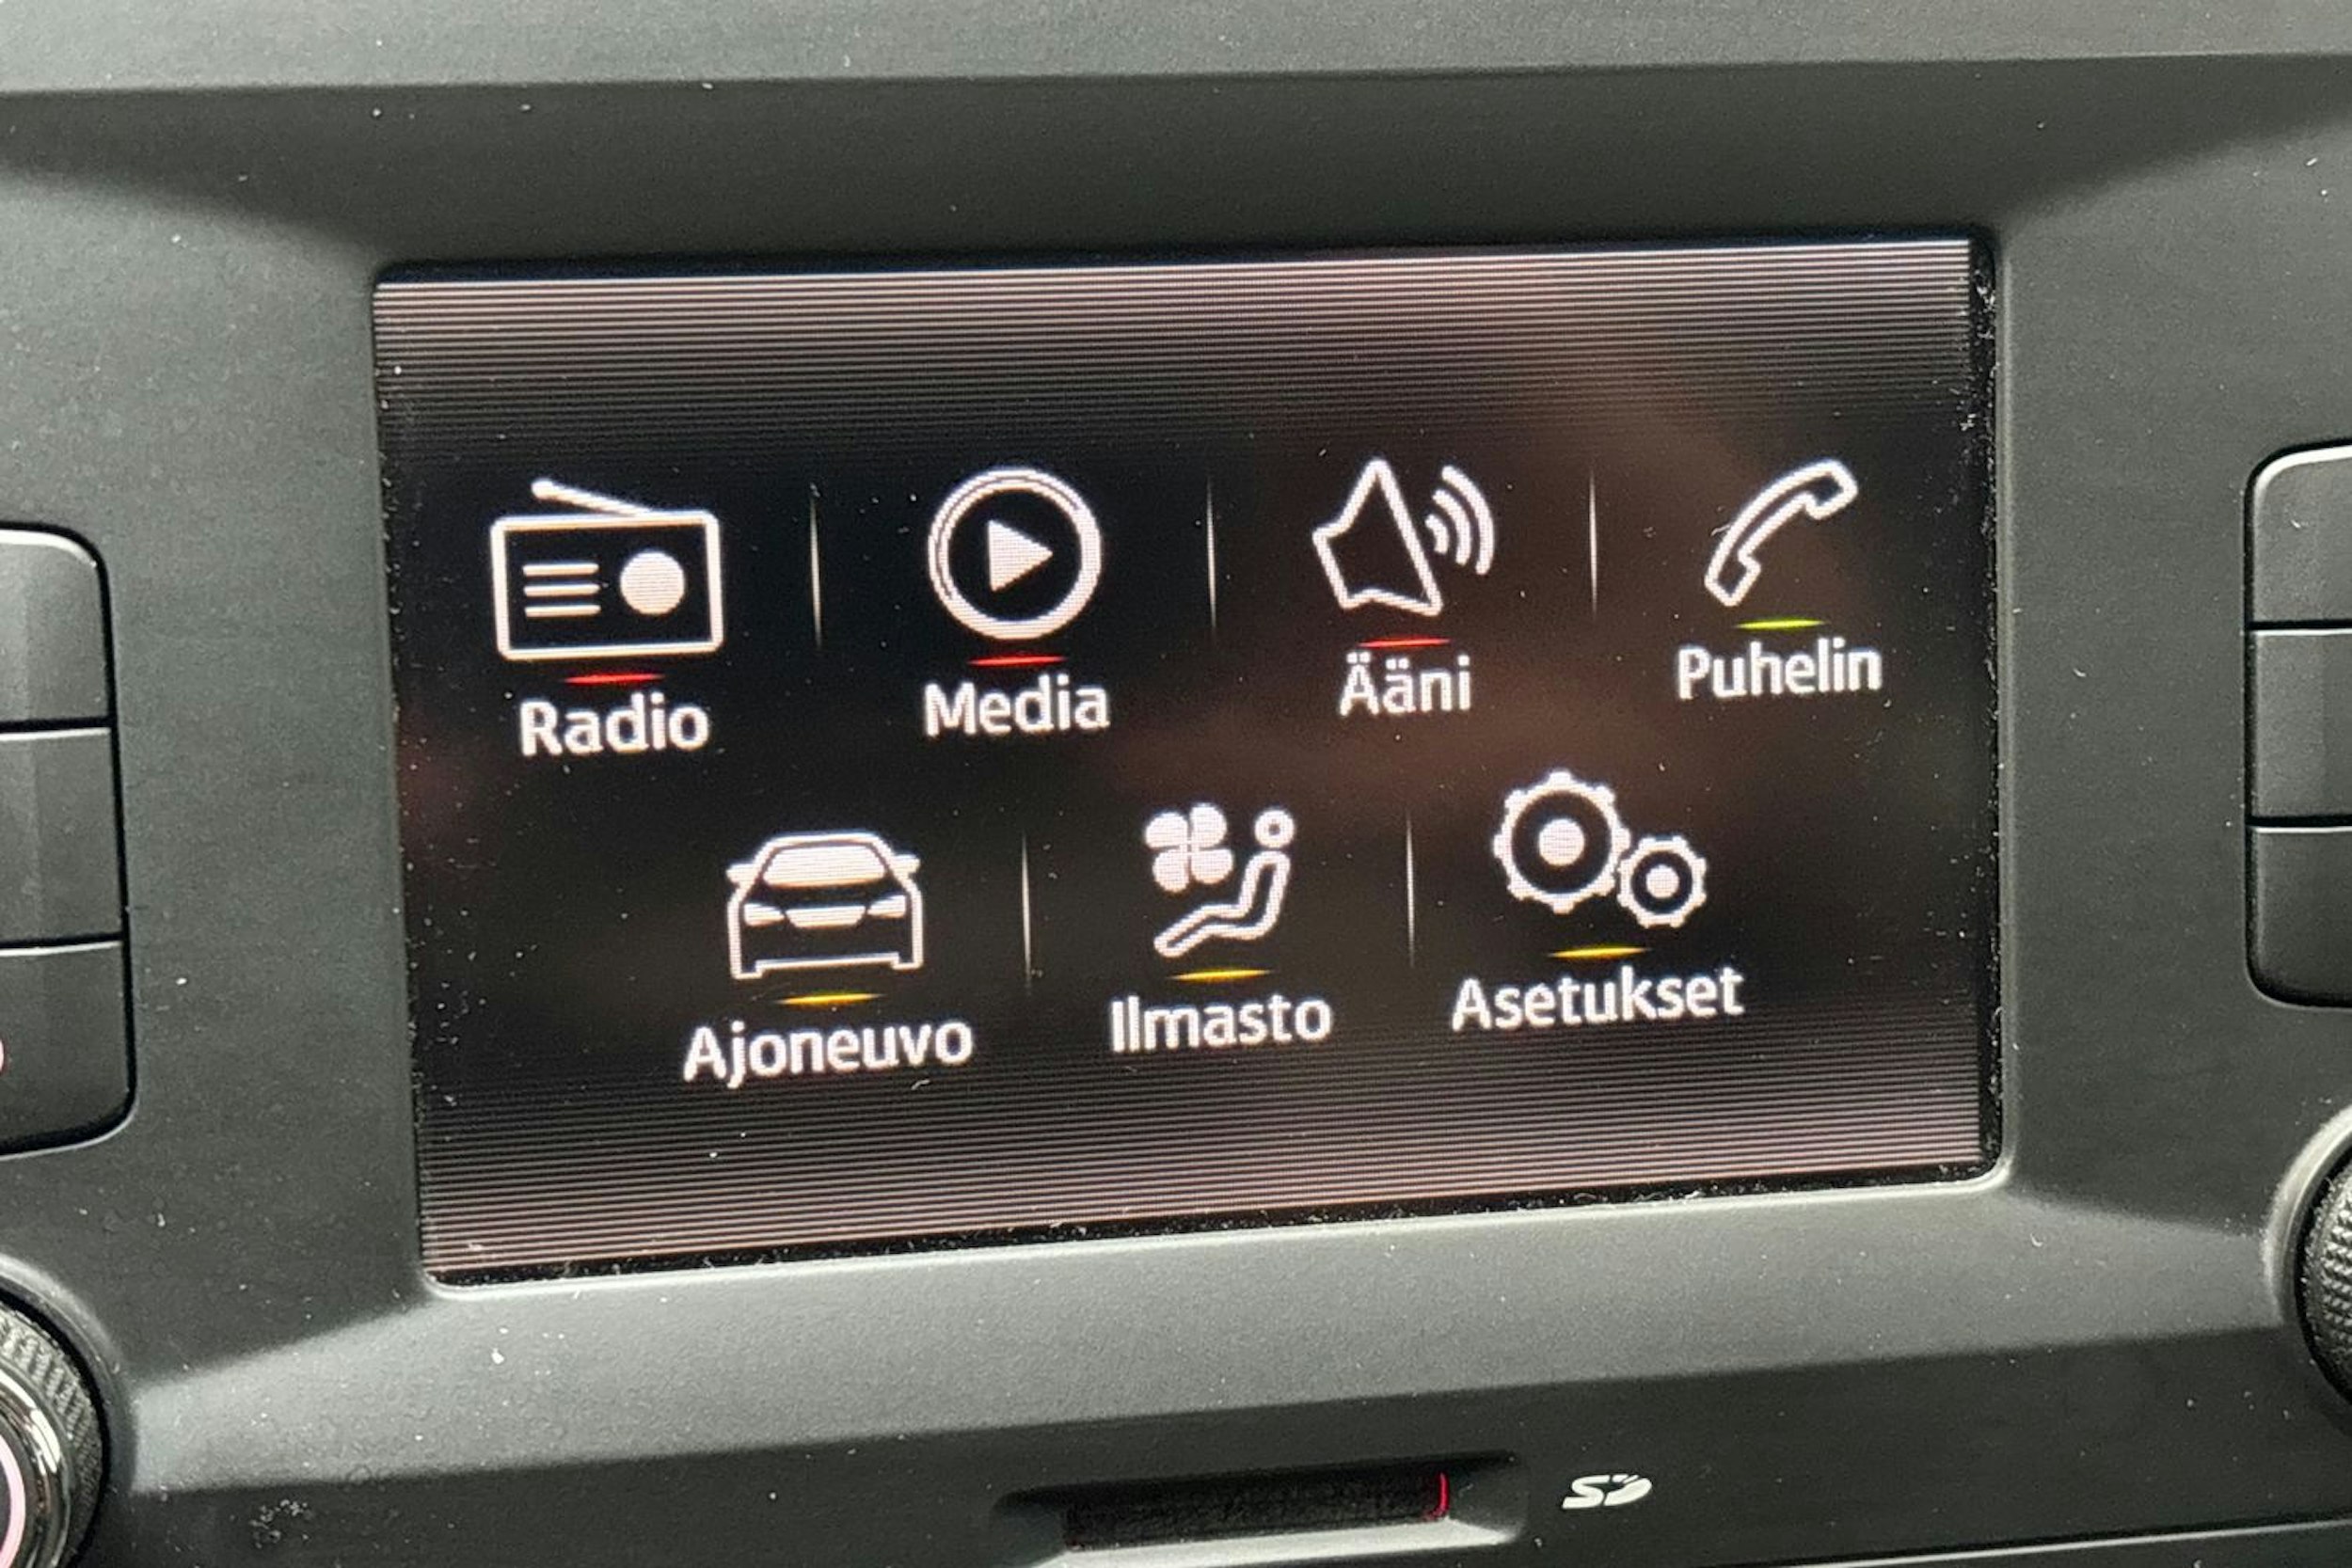 Radio
Media
Ääni
Puhelin
Ajoneuvo
Ilmasto
Asetukset
SD